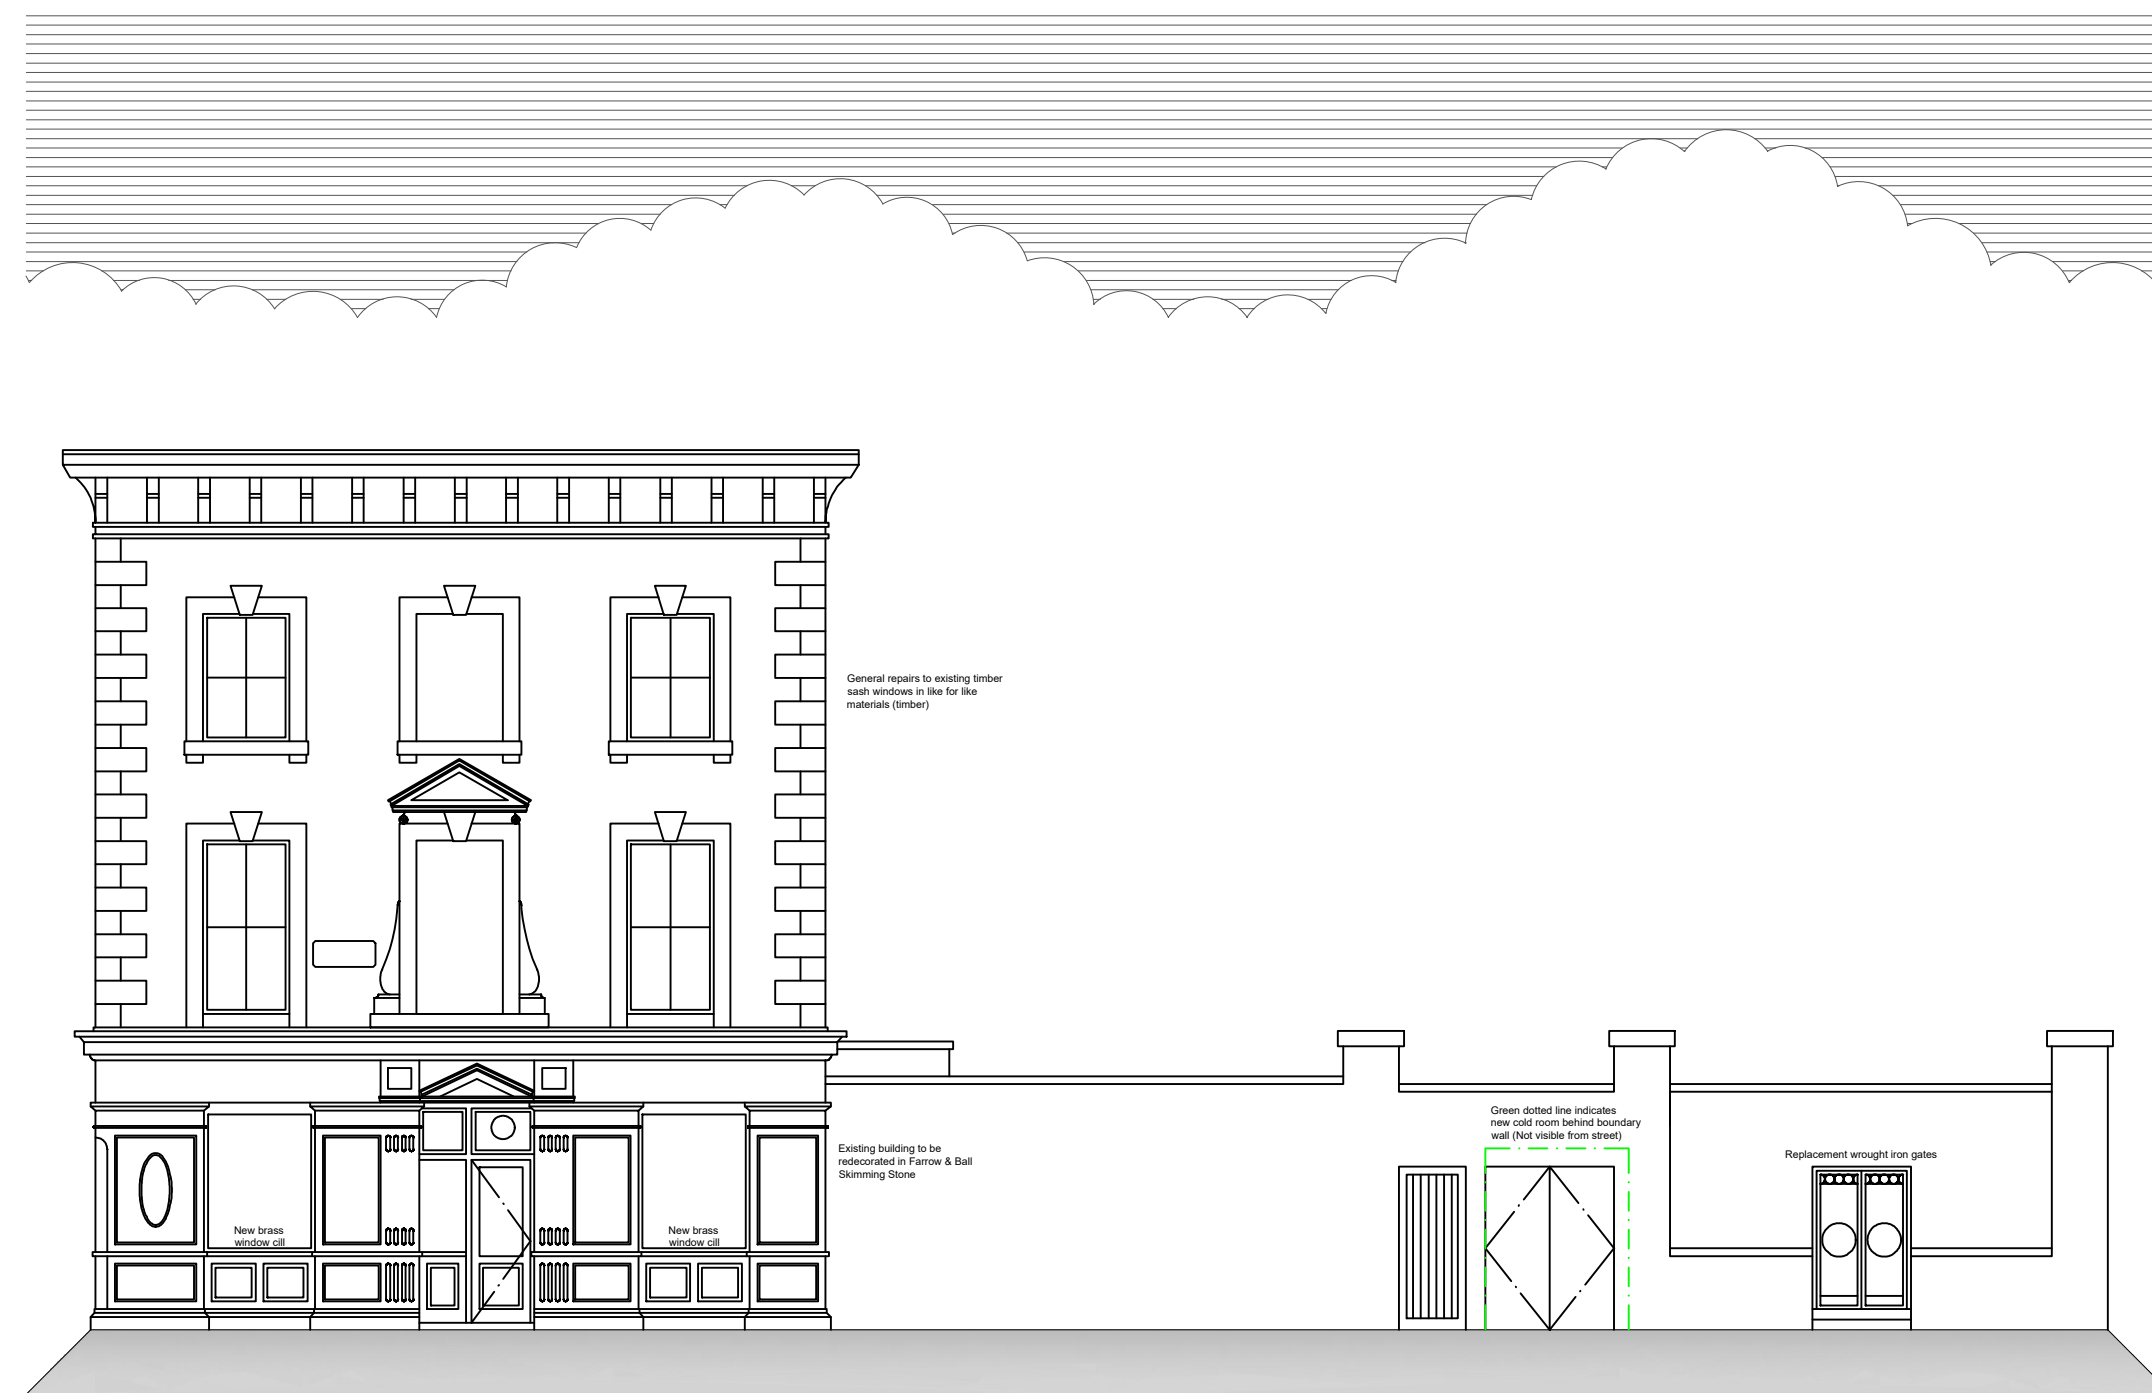 General repairs to existing timber
sash windows in like for like
materials (timber)
Existing building to be
redecorated in Farrow & Ball
Skimming Stone
New brass
window cill
New brass
window cill
Green dotted line indicates
new cold room behind boundary
wall (Not visible from street)
Replacement wrought iron gates